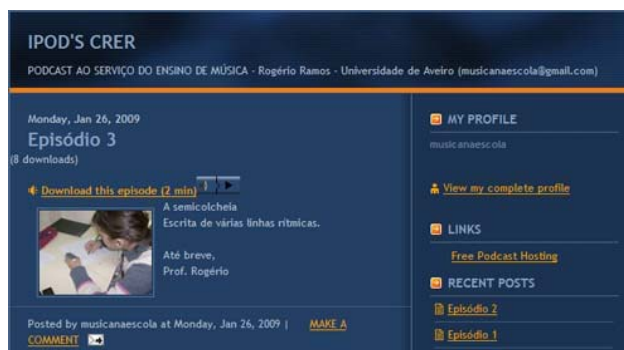 IPOD'S CRER
PODCAST AO SERVIÇO DO ENSINO DE MÚSICA - Rogério Ramos - Universidade de Aveiro (musicanaescola@gmail.com)
Monday, Jan 26, 2009
Episódio 3
(8 downloads)
Download this episode (2 min)
A semicolcheia
Escrita de várias linhas rítmicas.
Até breve,
Prof. Rogério
Posted by musicanaescola at Monday, Jan 26, 2009 | MAKE A
COMMENT
MY PROFILE
musicanaescola
View my complete profile
LINKS
Free Podcast Hosting
RECENT POSTS
Episódio 2
Episódio 1